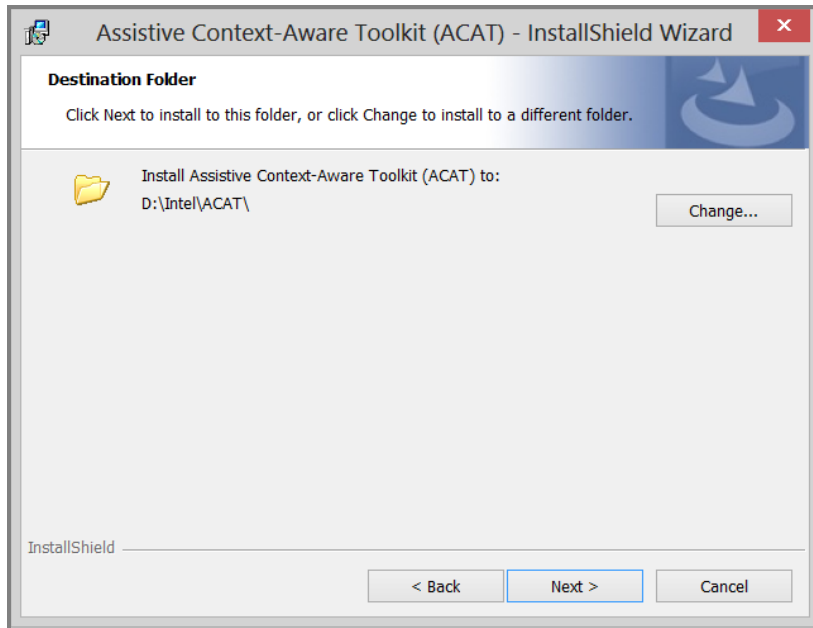 Assistive Context-Aware Toolkit (ACAT) - InstallShield Wizard
Destination Folder
Click Next to install to this folder, or click Change to install to a different folder.
Install Assistive Context-Aware Toolkit (ACAT) to:
D:\Intel\ACAT\
Change...
InstallShield
< Back
Next >
Cancel